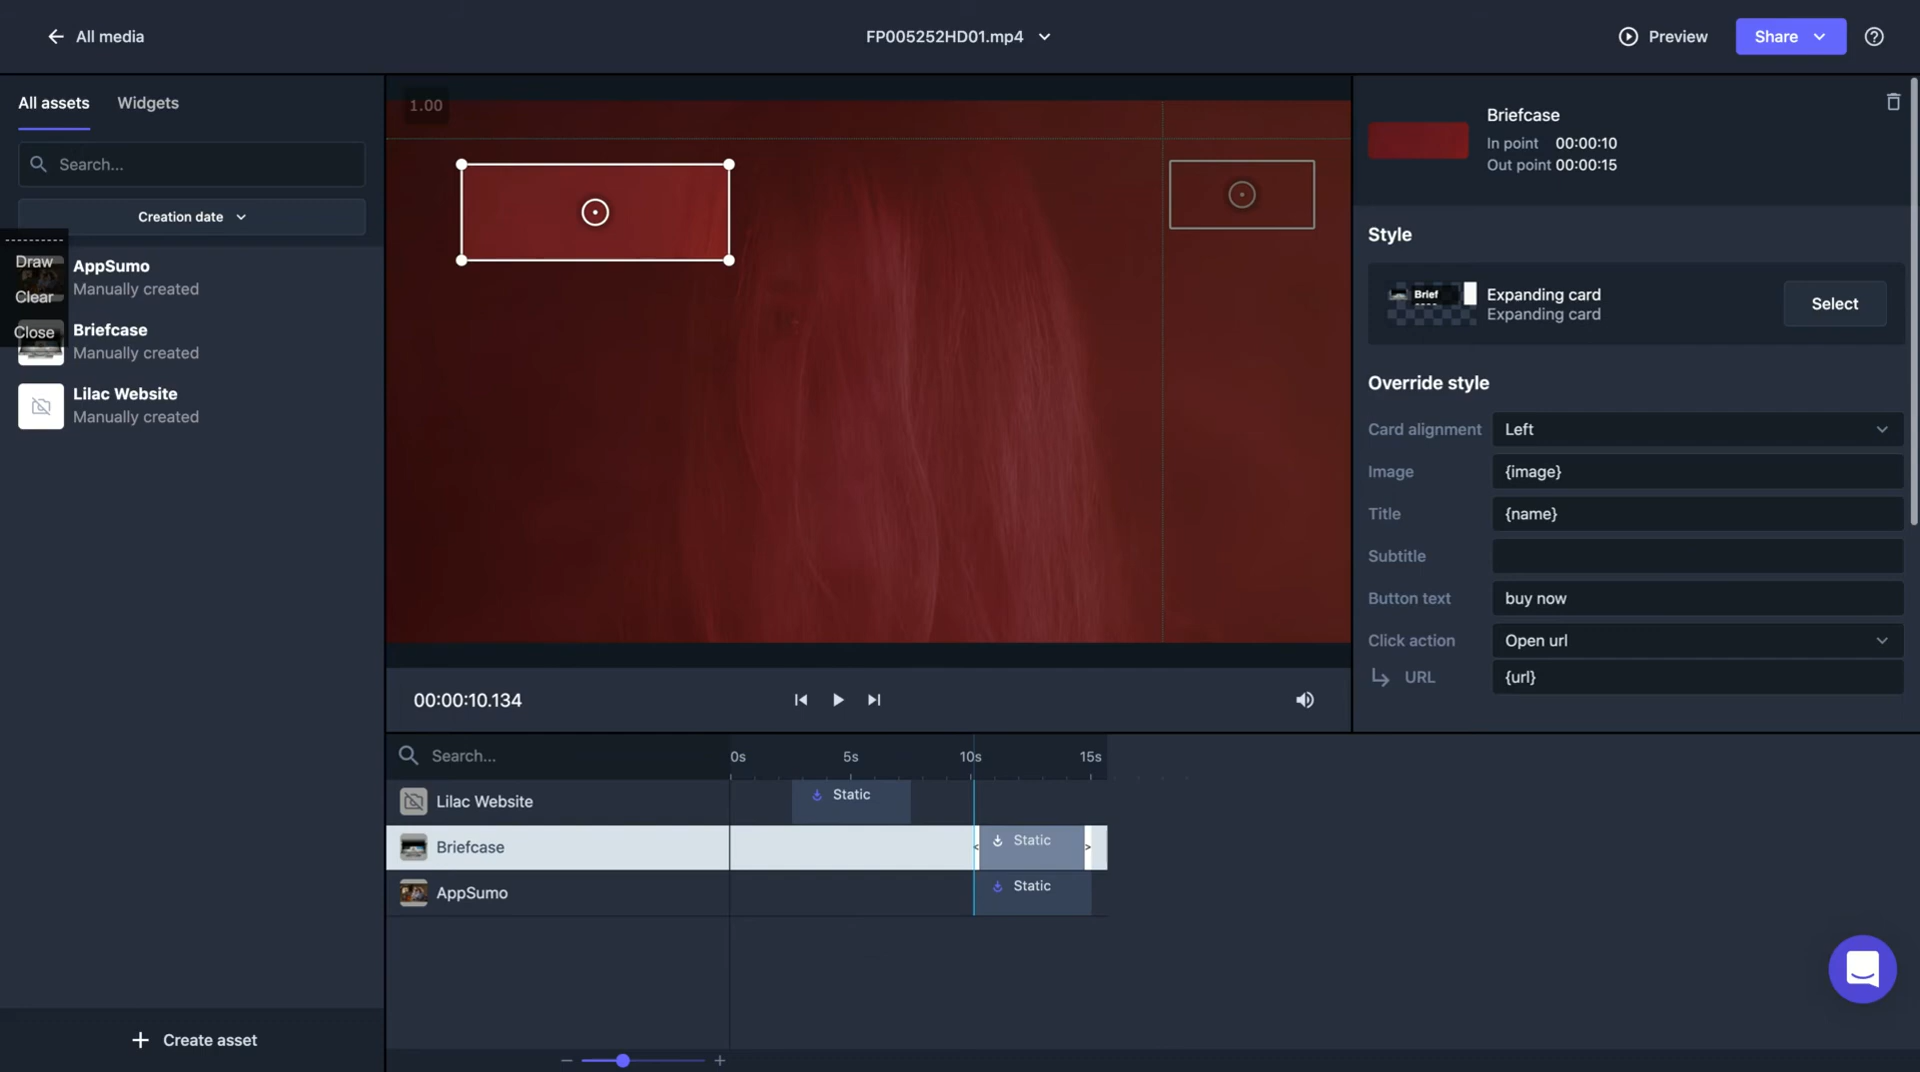 All media
FP005252HD01.mp4
Preview
Share
All assets
Widgets
Search...
Creation date
Draw
Clear
Close
AppSumo
Manually created
Briefcase
Manually created
Lilac Website
Manually created
Create asset
1.00
00:00:10.134
Search...
0s 5s 10s 15s
Lilac Website
Static
Briefcase
Static
AppSumo
Static
Briefcase
In point 00:00:10
Out point 00:00:15
Style
Brief
Expanding card
Expanding card
Select
Override style
Card alignment Left
Image {image}
Title {name}
Subtitle
Button text buy now
Click action Open url
URL {url}